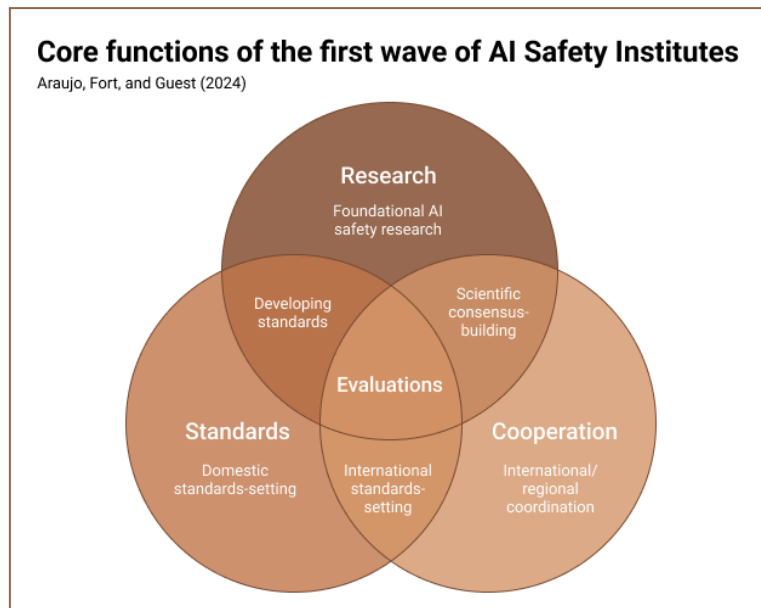 Core functions of the first wave of AI Safety Institutes
Araujo, Fort, and Guest (2024)
Research
Foundational AI
safety research
Developing
standards
Scientific
consensus-
building
Evaluations
Standards
Domestic
standards-setting
International
standards-
setting
Cooperation
International/
regional
coordination